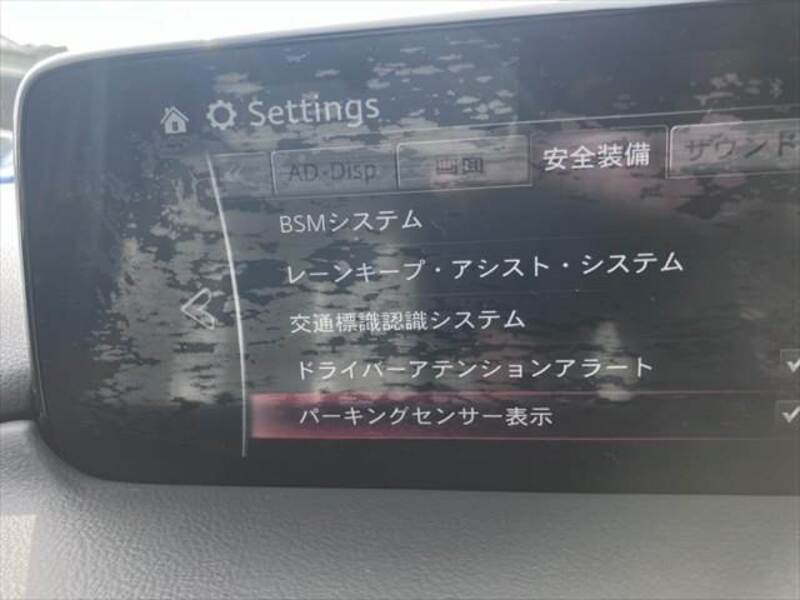 Settings
AD-Disp 画面 安全装備 サウンド
BSMシステム
レーンキープ・アシスト・システム
交通標識認識システム
ドライバーアテンションアラート
パーキングセンサー表示